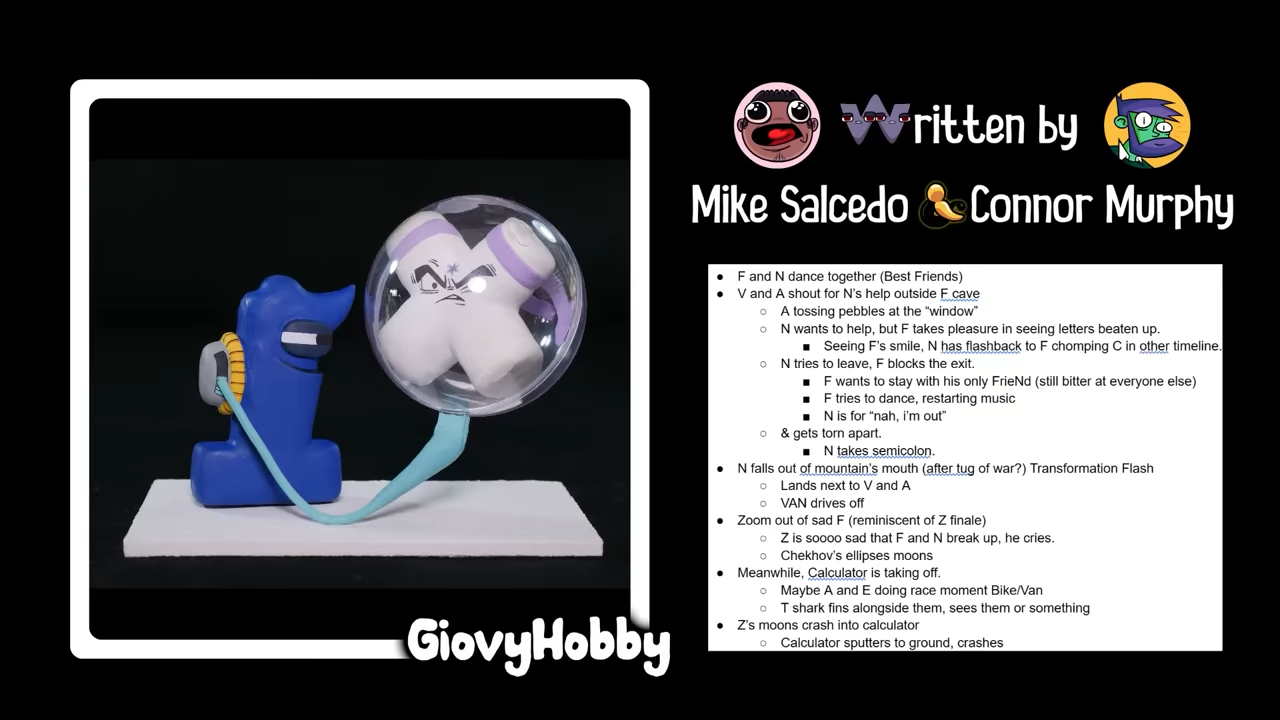 Written by
Mike Salcedo & Connor Murphy
● F and N dance together (Best Friends)
● V and A shout for N's help outside F cave
○ A tossing pebbles at the “window”
○ N wants to help, but F takes pleasure in seeing letters beaten up.
■ Seeing F's smile, N has flashback to F chomping C in other timeline.
○ N tries to leave, F blocks the exit.
■ F wants to stay with his only FrieNd (still bitter at everyone else)
■ F tries to dance, restarting music
■ N is for “nah, i'm out”
○ & gets torn apart.
■ N takes semicolon.
● N falls out of mountain's mouth (after tug of war?) Transformation Flash
○ Lands next to V and A
○ VAN drives off
● Zoom out of sad F (reminiscent of Z finale)
○ Z is soooo sad that F and N break up, he cries.
○ Chekhov's ellipses moons
● Meanwhile, Calculator is taking off.
○ Maybe A and E doing race moment Bike/Van
○ T shark fins alongside them, sees them or something
● Z's moons crash into calculator
○ Calculator sputters to ground, crashes
GiovyHobby